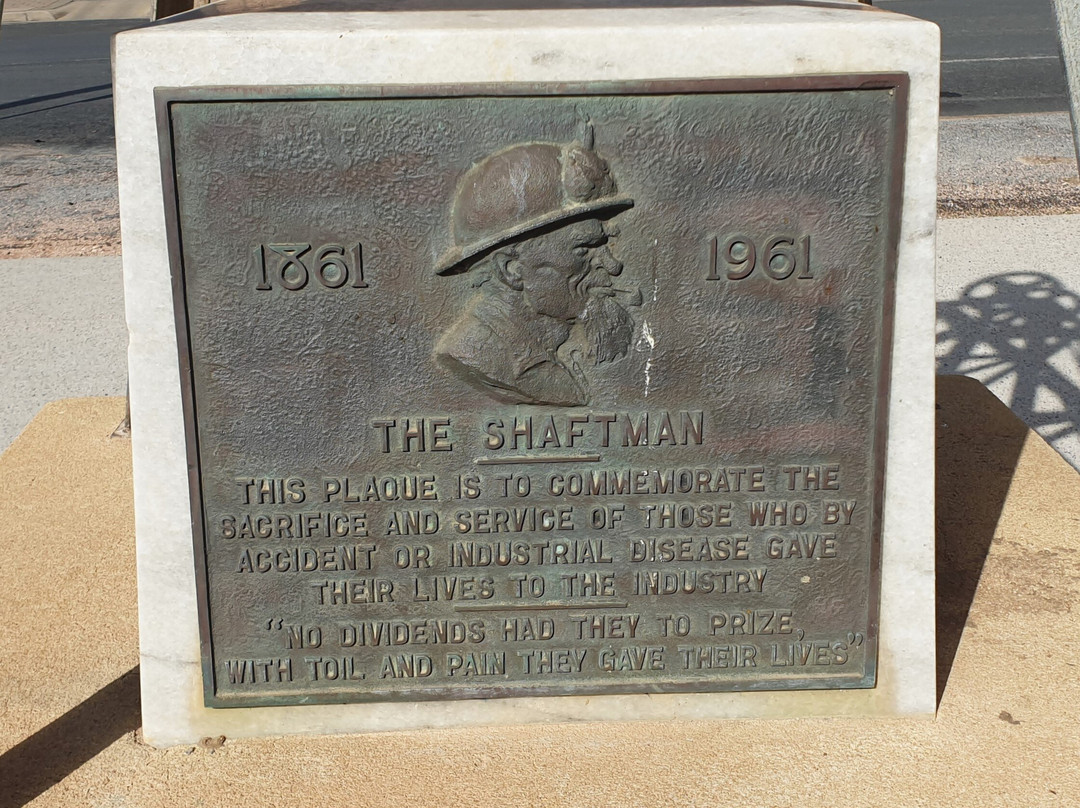 1861 1961
THE SHAFTMAN
THIS PLAQUE IS TO COMMEMORATE THE
SACRIFICE AND SERVICE OF THOSE WHO BY
ACCIDENT OR INDUSTRIAL DISEASE GAVE
THEIR LIVES TO THE INDUSTRY
"NO DIVIDENDS HAD THEY TO PRIZE,
WITH TOIL AND PAIN THEY GAVE THEIR LIVES"